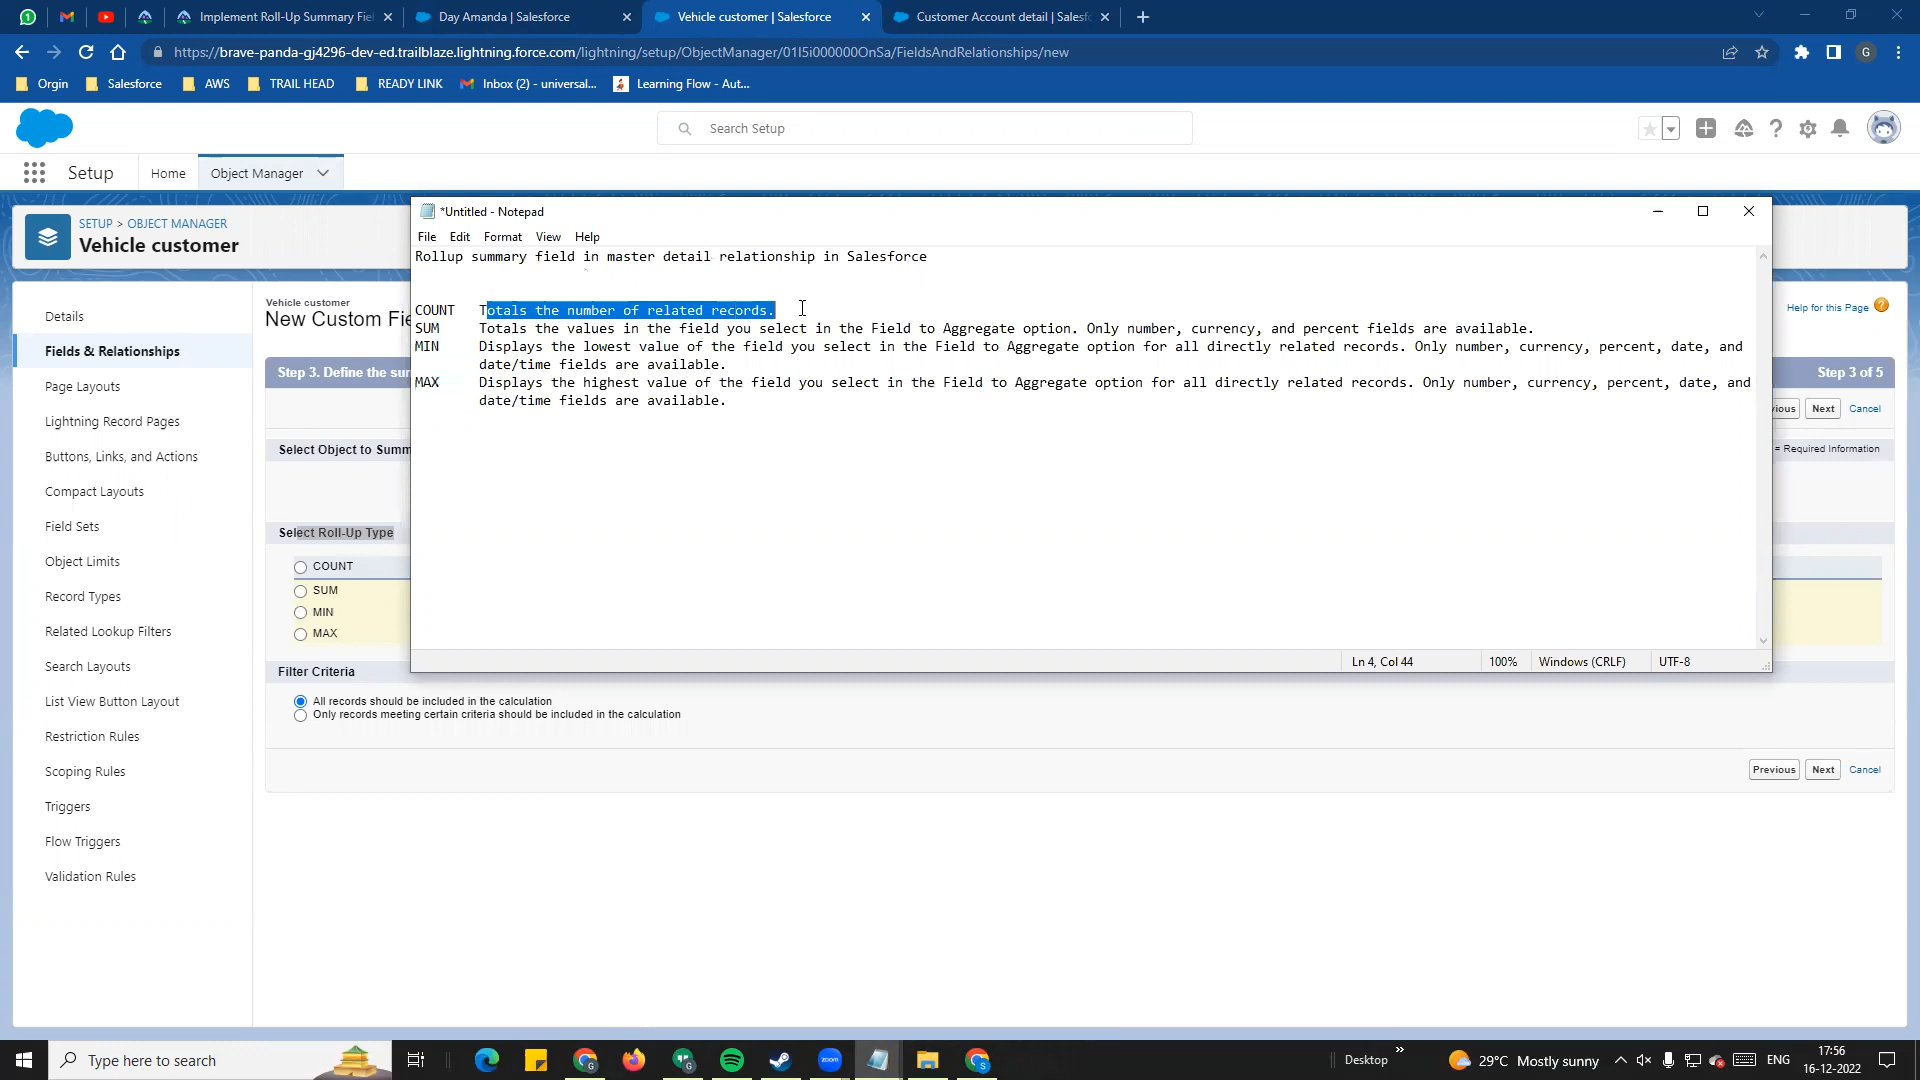 Implement Roll-Up Summary Fie
Day Amanda | Salesforce
Vehicle customer | Salesforce
Customer Account detail | Salesf
https://brave-panda-gj4296-dev-ed.trailblaze.lightning.force.com/lightning/setup/ObjectManager/01I5i000000OnSa/FieldsAndRelationships/new
G
Orgin
Salesforce
AWS
TRAIL HEAD
READY LINK
Inbox (2) - universal...
Learning Flow - Aut...
Search Setup
Setup
Home
Object Manager
SETUP > OBJECT MANAGER
Vehicle customer
*Untitled - Notepad
File Edit Format View Help
Rollup summary field in master detail relationship in Salesforce
COUNT Totals the number of related records.
SUM Totals the values in the field you select in the Field to Aggregate option. Only number, currency, and percent fields are available.
MIN Displays the lowest value of the field you select in the Field to Aggregate option for all directly related records. Only number, currency, percent, date, and
date/time fields are available.
MAX Displays the highest value of the field you select in the Field to Aggregate option for all directly related records. Only number, currency, percent, date, and
date/time fields are available.
Ln 4, Col 44
100%
Windows (CRLF)
UTF-8
Details
Fields & Relationships
Page Layouts
Lightning Record Pages
Buttons, Links, and Actions
Compact Layouts
Field Sets
Object Limits
Record Types
Related Lookup Filters
Search Layouts
List View Button Layout
Restriction Rules
Scoping Rules
Triggers
Flow Triggers
Validation Rules
Vehicle customer
New Custom Fie
Help for this Page
Step 3. Define the sur
Step 3 of 5
ious
Next
Cancel
Select Object to Summ
= Required Information
Select Roll-Up Type
COUNT
SUM
MIN
MAX
Filter Criteria
All records should be included in the calculation
Only records meeting certain criteria should be included in the calculation
Previous
Next
Cancel
Type here to search
zoom
Desktop
29°C Mostly sunny
ENG
17:56
16-12-2022